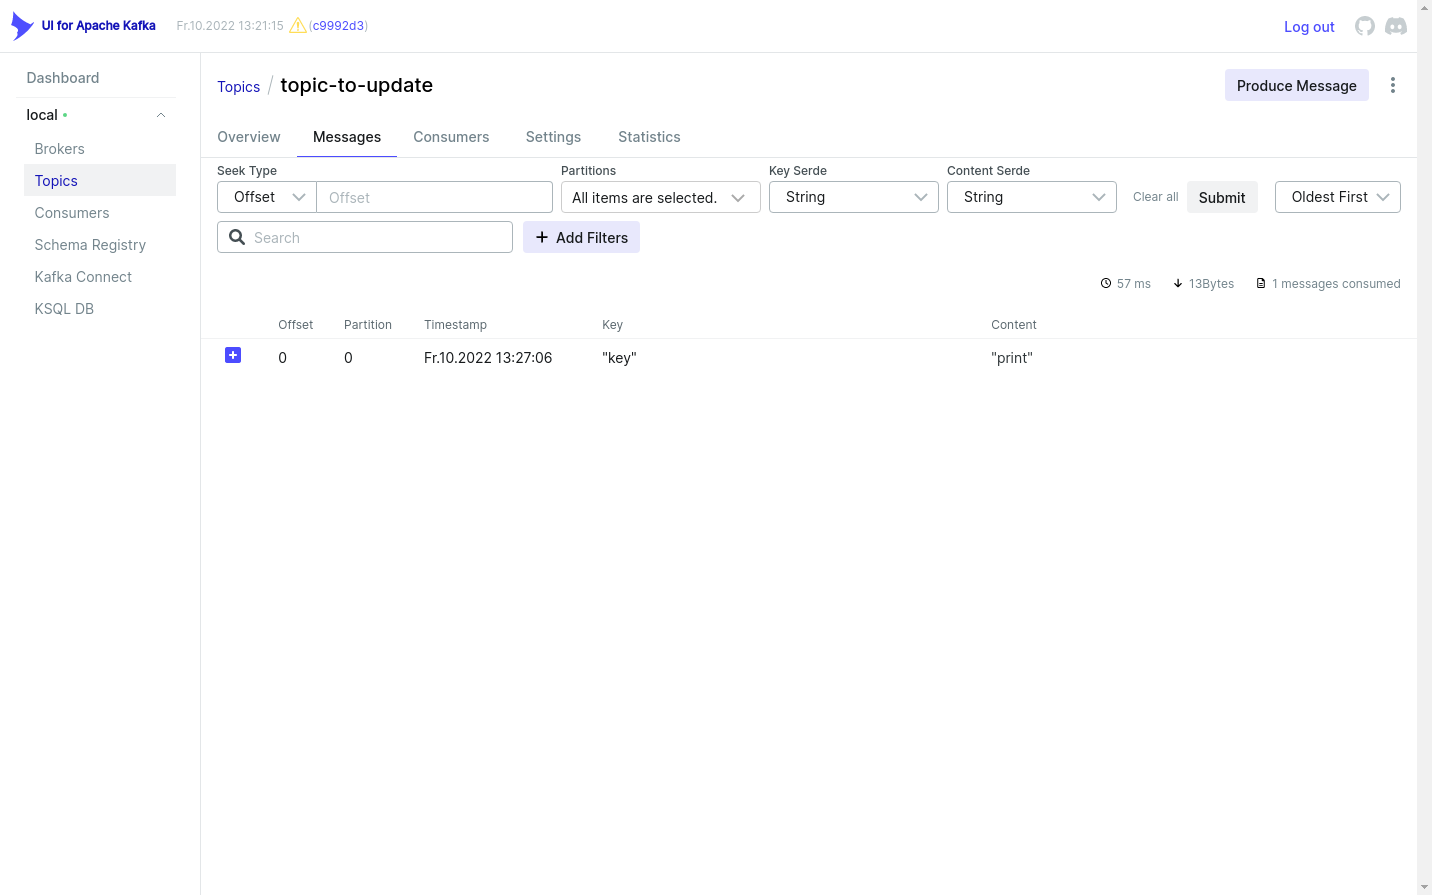 UI for Apache Kafka Fr.10.2022 13:21:15 (c9992d3) Log out
Dashboard
local
Brokers
Topics
Consumers
Schema Registry
Kafka Connect
KSQL DB
Topics / topic-to-update Produce Message
Overview Messages Consumers Settings Statistics
Seek Type Partitions Key Serde Content Serde
Offset Offset All items are selected. String String Clear all Submit Oldest First
Search Add Filters
57 ms 13Bytes 1 messages consumed
Offset Partition Timestamp Key Content
0 0 Fr.10.2022 13:27:06 "key" "print"